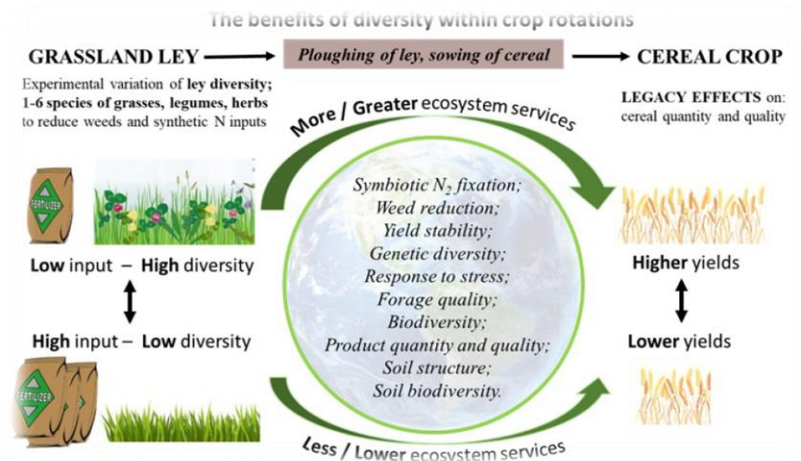 The benefits of diversity within crop rotations
GRASSLAND LEY
Ploughing of ley, sowing of cereal
CEREAL CROP
Experimental variation of ley diversity;
1-6 species of grasses, legumes, herbs
to reduce weeds and synthetic N inputs
LEGACY EFFECTS on:
cereal quantity and quality
More / Greater ecosystem services
FERTILIZER
Low input – High diversity
High input – Low diversity
FERTILIZER
Symbiotic N₂ fixation;
Weed reduction;
Yield stability;
Genetic diversity;
Response to stress;
Forage quality;
Biodiversity;
Product quantity and quality;
Soil structure;
Soil biodiversity.
Higher yields
Lower yields
Less / Lower ecosystem services